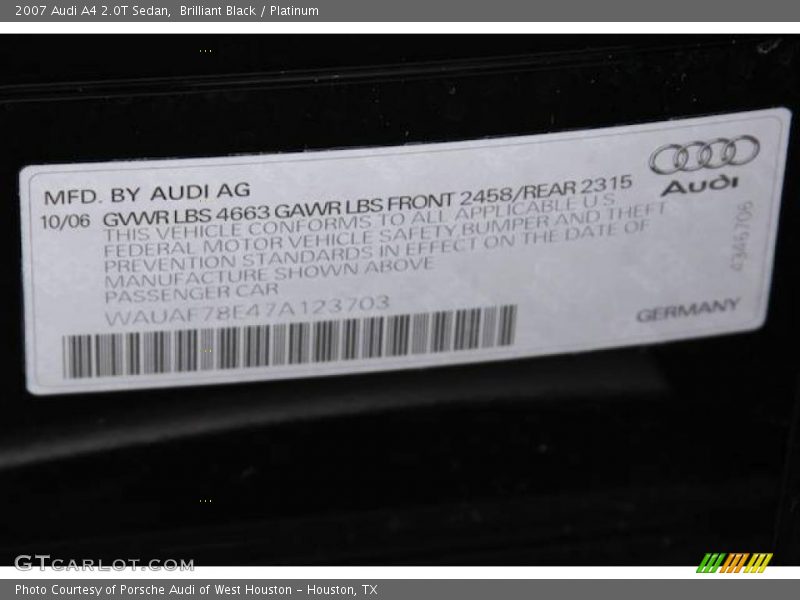 2007 Audi A4 2.0T Sedan,  Brilliant Black / Platinum
MFD. BY AUDI AG
10/06 GVWR LBS 4663 GAWR LBS FRONT 2458/REAR 2315
THIS VEHICLE CONFORMS TO ALL APPLICABLE U S
FEDERAL MOTOR VEHICLE SAFETY,BUMPER AND THEFT
PREVENTION STANDARDS IN EFFECT ON THE DATE OF
MANUFACTURE SHOWN ABOVE
PASSENGER CAR
WAUAF78E47A123703
Audi
4346706
GERMANY
GTCARLOT.COM
Photo Courtesy of Porsche Audi of West Houston - Houston, TX